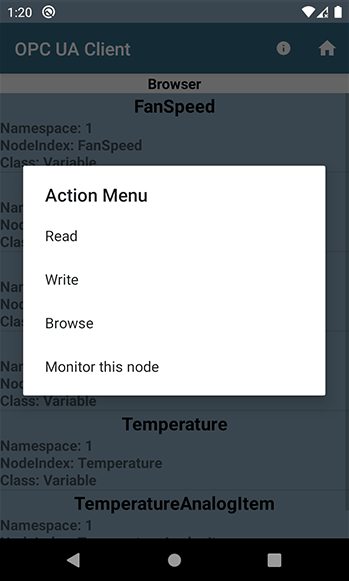 1:20
OPC UA Client
Browser
FanSpeed
Namespace: 1
NodeIndex: FanSpeed
Class: Variable
Action Menu
Read
Write
Browse
Monitor this node
Class: Variable
Temperature
Namespace: 1
NodeIndex: Temperature
Class: Variable
TemperatureAnalogItem
Namespace: 1